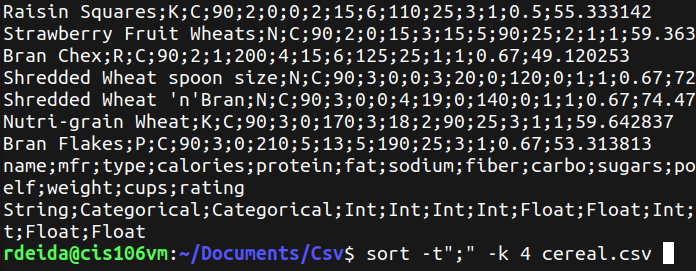 Raisin Squares;K;C;90;2;0;0;2;15;6;110;25;3;1;0.5;55.333142
Strawberry Fruit Wheats;N;C;90;2;0;15;3;15;5;90;25;2;1;1;59.363
Bran Chex;R;C;90;2;1;200;4;15;6;125;25;1;1;0.67;49.120253
Shredded Wheat spoon size;N;C;90;3;0;0;3;20;0;120;0;1;1;0.67;72
Shredded Wheat 'n'Bran;N;C;90;3;0;0;4;19;0;140;0;1;1;0.67;74.47
Nutri-grain Wheat;K;C;90;3;0;170;3;18;2;90;25;3;1;1;59.642837
Bran Flakes;P;C;90;3;0;210;5;13;5;190;25;3;1;0.67;53.313813
name;mfr;type;calories;protein;fat;sodium;fiber;carbo;sugars;po
elf;weight;cups;rating
String;Categorical;Categorical;Int;Int;Int;Int;Float;Float;Int;
t;Float;Float
rdeida@cis106vm:~/Documents/Csv$ sort -t";" -k 4 cereal.csv